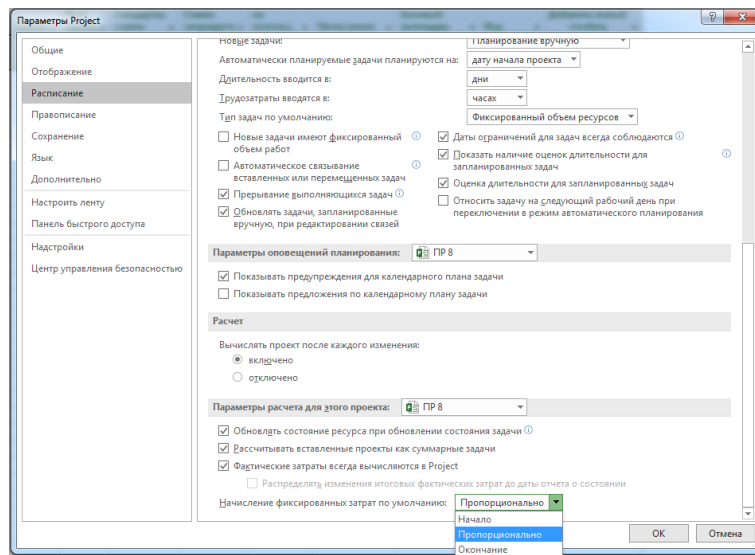 Параметры Project
Общие
Отображение
Расписание
Правописание
Сохранение
Язык
Дополнительно
Настроить ленту
Панель быстрого доступа
Надстройки
Центр управления безопасностью
Новые задачи: Планирование вручную
Автоматически планируемые задачи планируются на: дату начала проекта
Длительность вводится в: дни
Трудозатраты вводятся в: часах
Тип задач по умолчанию: Фиксированный объем ресурсов
Новые задачи имеют фиксированный
объем работ
Автоматическое связывание
вставленных или перемещенных задач
Прерывание выполняющихся задач
Обновлять задачи, запланированные
вручную, при редактировании связей
Даты ограничений для задач всегда соблюдаются
Показать наличие оценок длительности для
запланированных задач
Оценка длительности для запланированных задач
Относить задачу на следующий рабочий день при
переключении в режим автоматического планирования
Параметры оповещений планирования: ПР 8
Показывать предупреждения для календарного плана задачи
Показывать предложения по календарному плану задачи
Расчет
Вычислять проект после каждого изменения:
включено
отключено
Параметры расчета для этого проекта: ПР 8
Обновлять состояние ресурса при обновлении состояния задачи
Рассчитывать вставленные проекты как суммарные задачи
Фактические затраты всегда вычисляются в Project
Распределять изменения итоговых фактических затрат до даты отчета о состоянии
Начисление фиксированных затрат по умолчанию: Пропорционально
Начало
Пропорционально
Окончание
ОК
Отмена